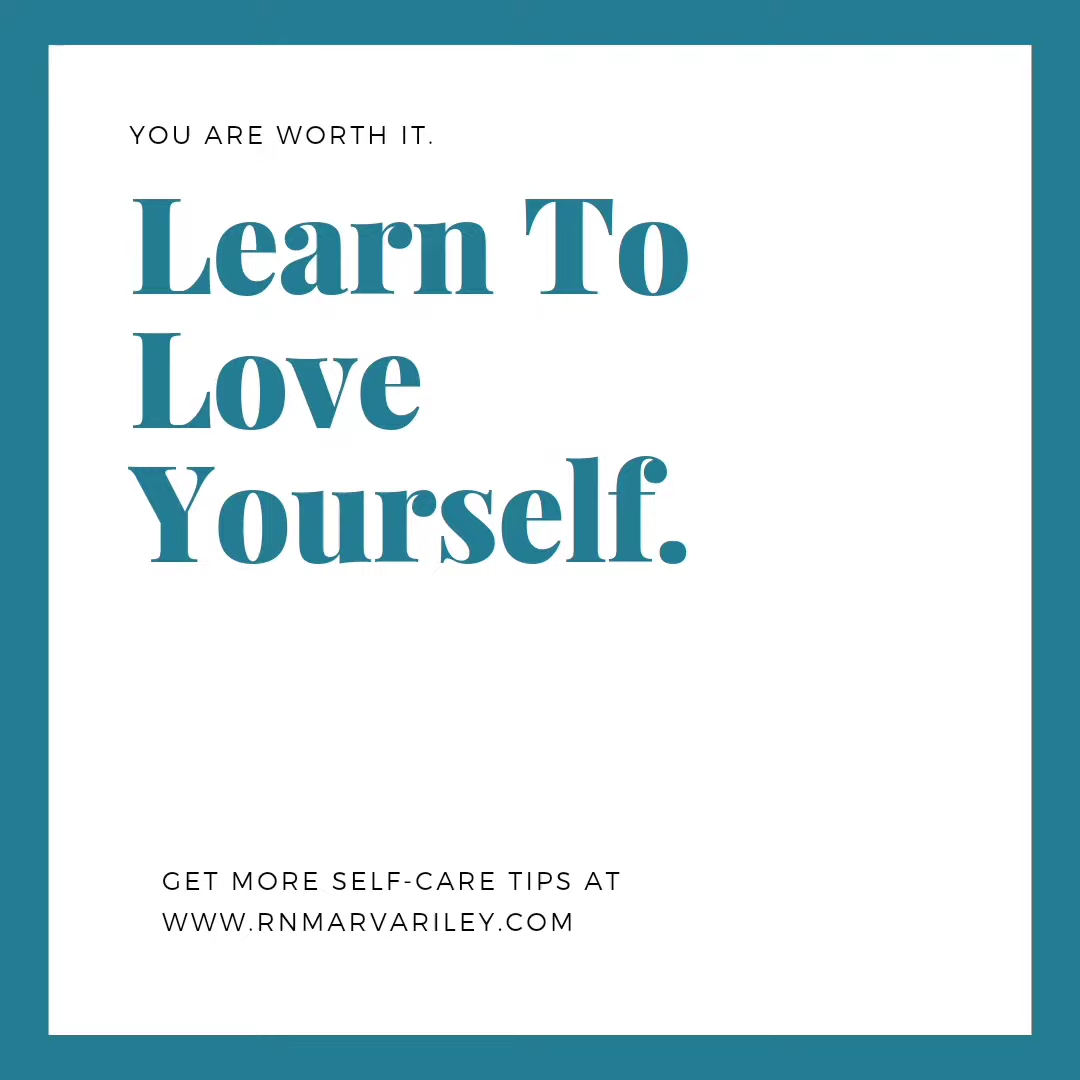 YOU ARE WORTH IT.
Learn To
Love
Yourself.
GET MORE SELF-CARE TIPS AT
WWW.RNMARVARILEY.COM